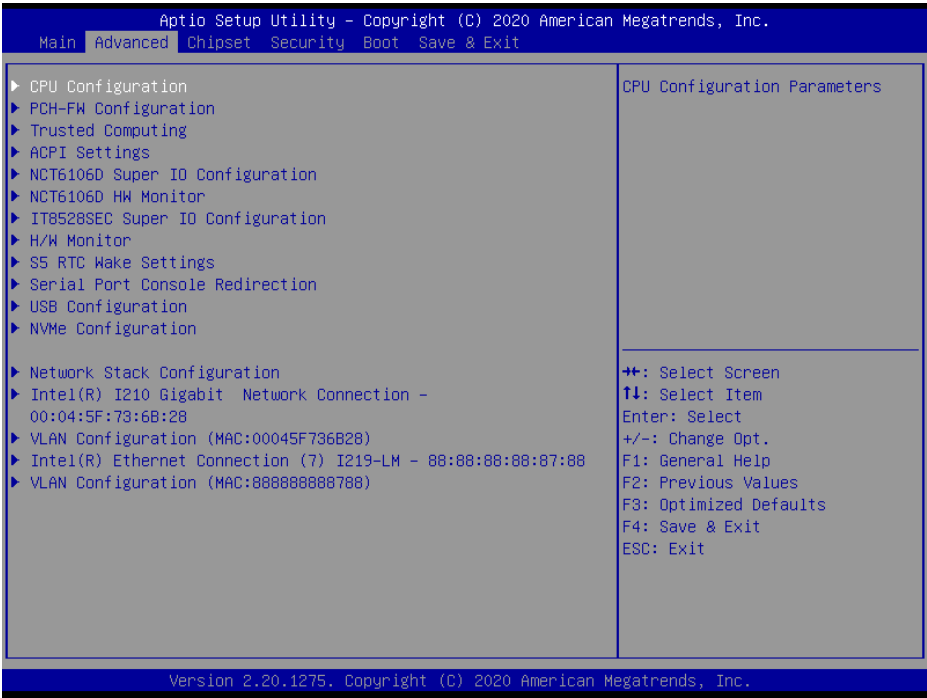 Aptio Setup Utility – Copyright (C) 2020 American Megatrends, Inc.
Main Advanced Chipset Security Boot Save & Exit
▶ CPU Configuration
▶ PCH-FW Configuration
▶ Trusted Computing
▶ ACPI Settings
▶ NCT6106D Super IO Configuration
▶ NCT6106D HW Monitor
▶ IT8528SEC Super IO Configuration
▶ H/W Monitor
▶ S5 RTC Wake Settings
▶ Serial Port Console Redirection
▶ USB Configuration
▶ NVMe Configuration
▶ Network Stack Configuration
▶ Intel(R) I210 Gigabit  Network Connection –
00:04:5F:73:6B:28
▶ VLAN Configuration (MAC:00045F736B28)
▶ Intel(R) Ethernet Connection (7) I219-LM – 88:88:88:88:87:88
▶ VLAN Configuration (MAC:888888888788)
CPU Configuration Parameters
→←: Select Screen
↑↓: Select Item
Enter: Select
+/-: Change Opt.
F1: General Help
F2: Previous Values
F3: Optimized Defaults
F4: Save & Exit
ESC: Exit
Version 2.20.1275. Copyright (C) 2020 American Megatrends, Inc.